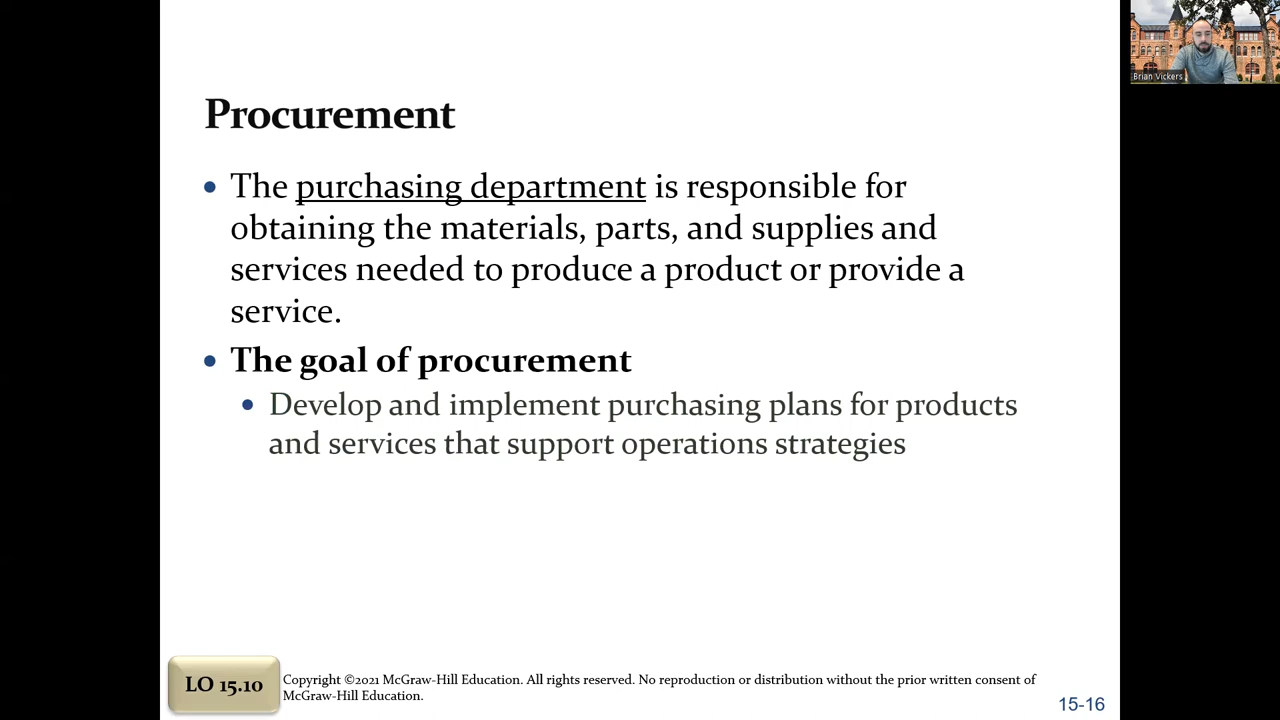 Brian Vickers
Procurement
• The purchasing department is responsible for
obtaining the materials, parts, and supplies and
services needed to produce a product or provide a
service.
• The goal of procurement
• Develop and implement purchasing plans for products
and services that support operations strategies
LO 15.10
Copyright ©2021 McGraw-Hill Education. All rights reserved. No reproduction or distribution without the prior written consent of
McGraw-Hill Education.
15-16